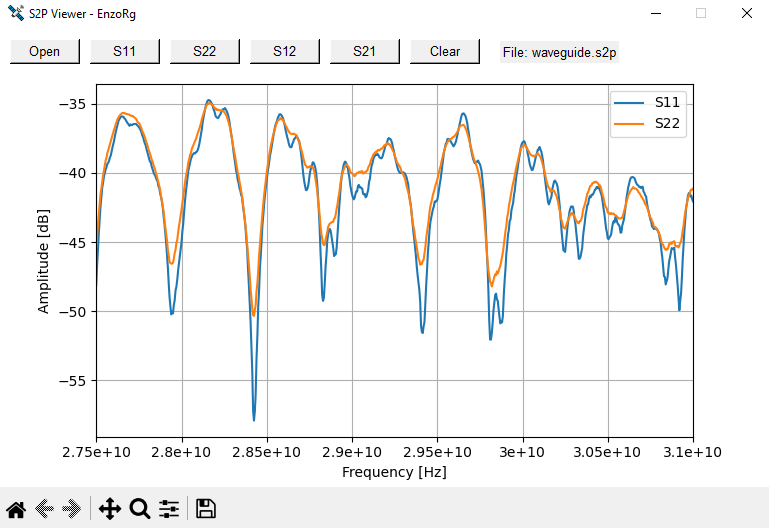 S2P Viewer - EnzoRg
Open S11 S22 S12 S21 Clear File: waveguide.s2p
S11
S22
−35
−40
−45
−50
−55
Amplitude [dB]
2.75e+10 2.8e+10 2.85e+10 2.9e+10 2.95e+10 3e+10 3.05e+10 3.1e+10
Frequency [Hz]